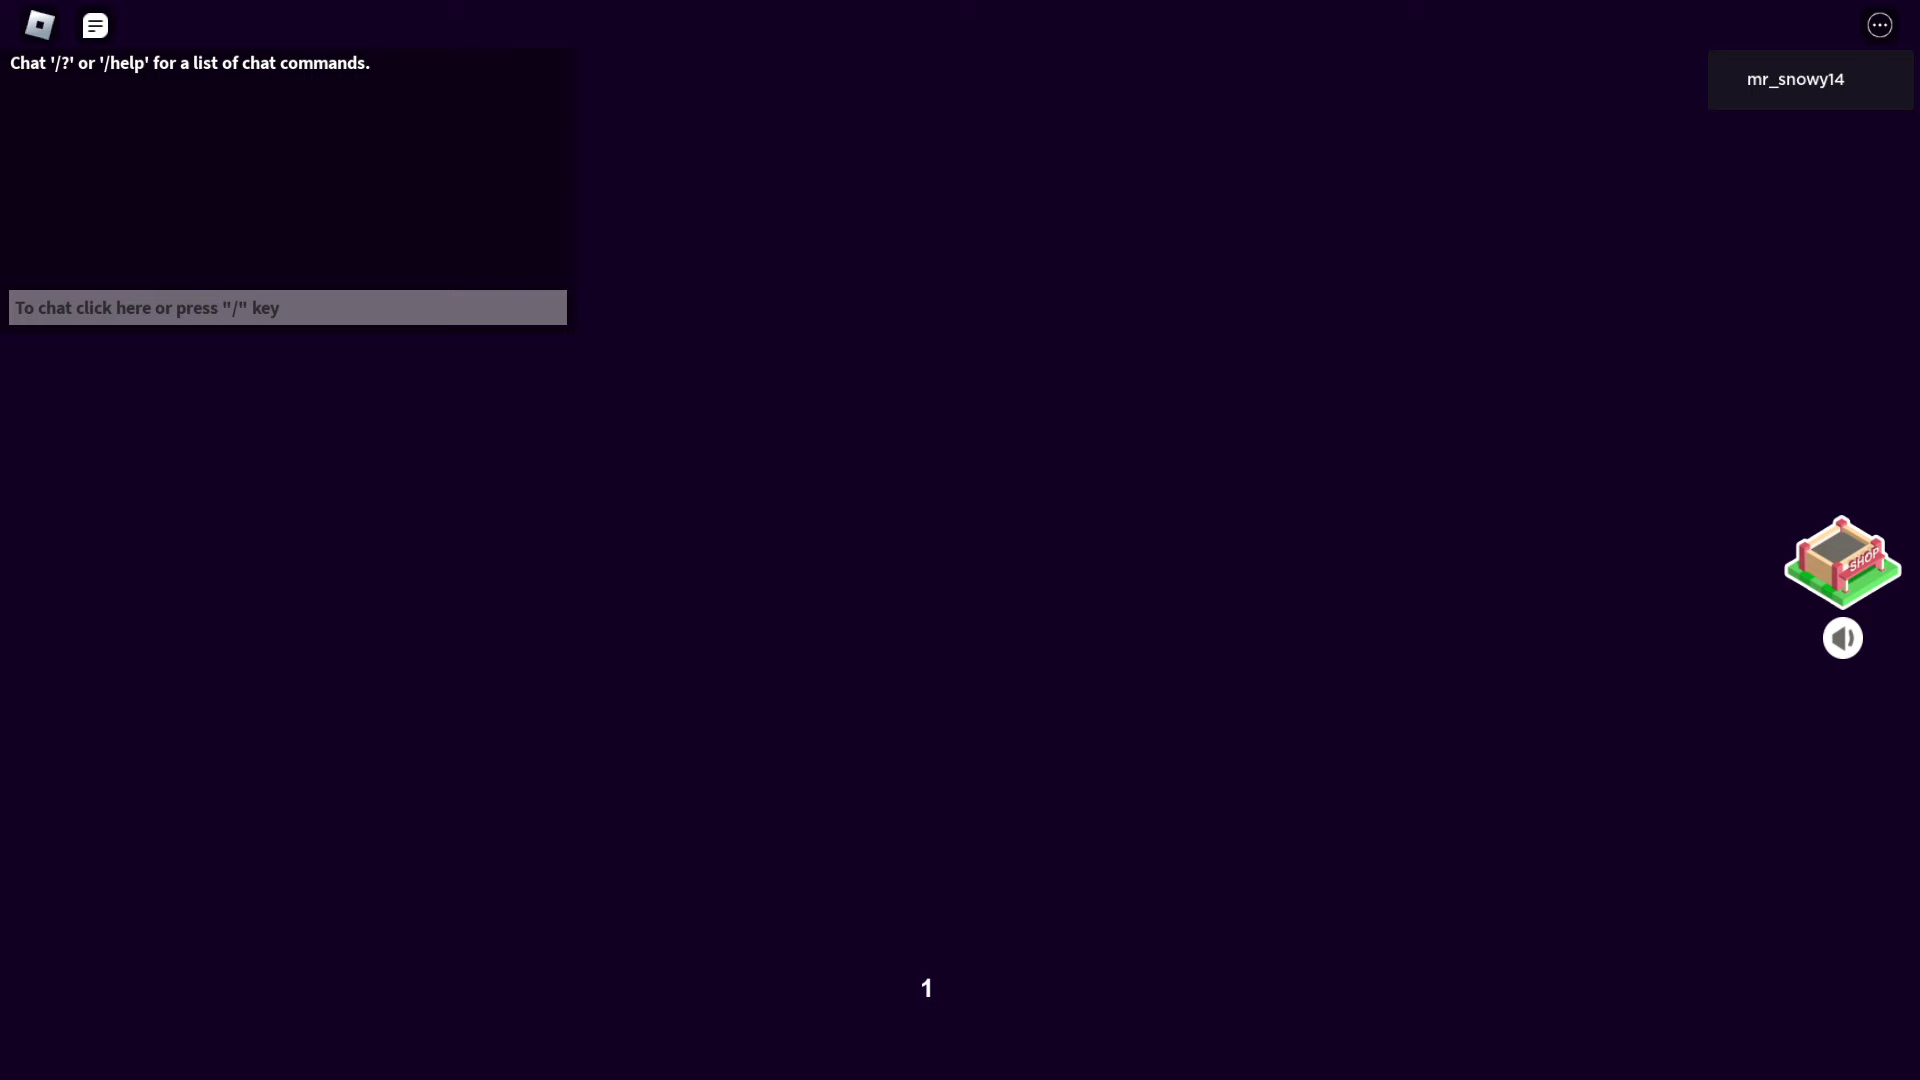 Chat '/?' or '/help' for a list of chat commands.
mr_snowy14
To chat click here or press "/" key
SHOP
1